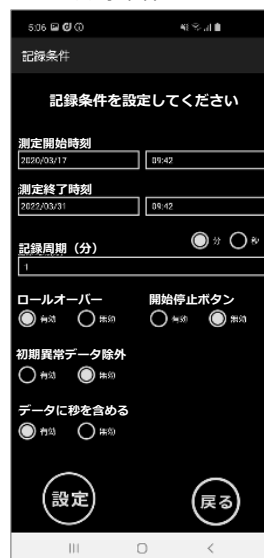 5:06
記録条件
記録条件を設定してください
測定開始時刻
2020/03/17 09:42
測定終了時刻
2022/03/31 09:42
分 秒
記録周期（分）
1
ロールオーバー 開始停止ボタン
有効 無効 有効 無効
初期異常データ除外
有効 無効
データに秒を含める
有効 無効
設定 戻る